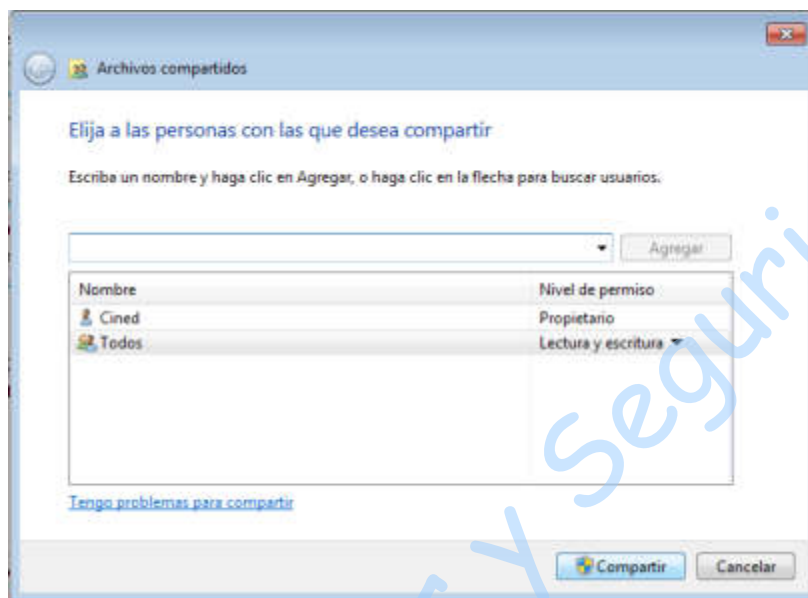 Archivos compartidos
Elija a las personas con las que desea compartir
Escriba un nombre y haga clic en Agregar, o haga clic en la flecha para buscar usuarios.
Agregar
Nombre Nivel de permiso
Cined Propietario
Todos Lectura y escritura
Tengo problemas para compartir
Compartir Cancelar